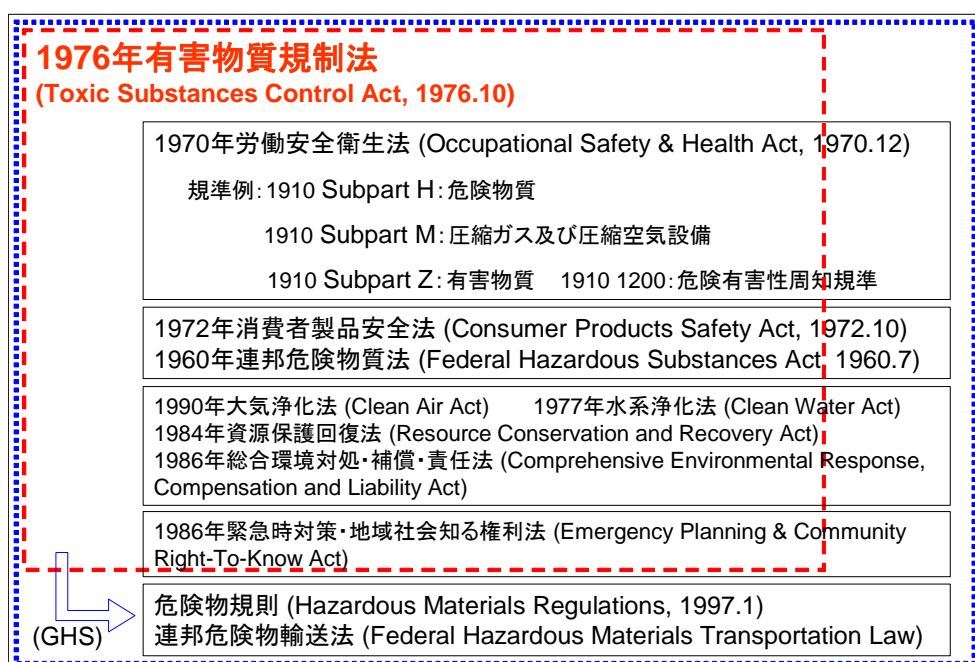 1976年有害物質規制法
(Toxic Substances Control Act, 1976.10)
1970年労働安全衛生法 (Occupational Safety & Health Act, 1970.12)
規準例：1910 Subpart H：危険物質
1910 Subpart M：圧縮ガス及び圧縮空気設備
1910 Subpart Z：有害物質　1910 1200：危険有害性周知規準
1972年消費者製品安全法 (Consumer Products Safety Act, 1972.10)
1960年連邦危険物質法 (Federal Hazardous Substances Act, 1960.7)
1990年大気浄化法 (Clean Air Act)　1977年水系浄化法 (Clean Water Act)
1984年資源保護回復法 (Resource Conservation and Recovery Act)
1986年総合環境対処・補償・責任法 (Comprehensive Environmental Response,
Compensation and Liability Act)
1986年緊急時対策・地域社会知る権利法 (Emergency Planning & Community
Right-To-Know Act)
危険物規則 (Hazardous Materials Regulations, 1997.1)
(GHS)
連邦危険物輸送法 (Federal Hazardous Materials Transportation Law)